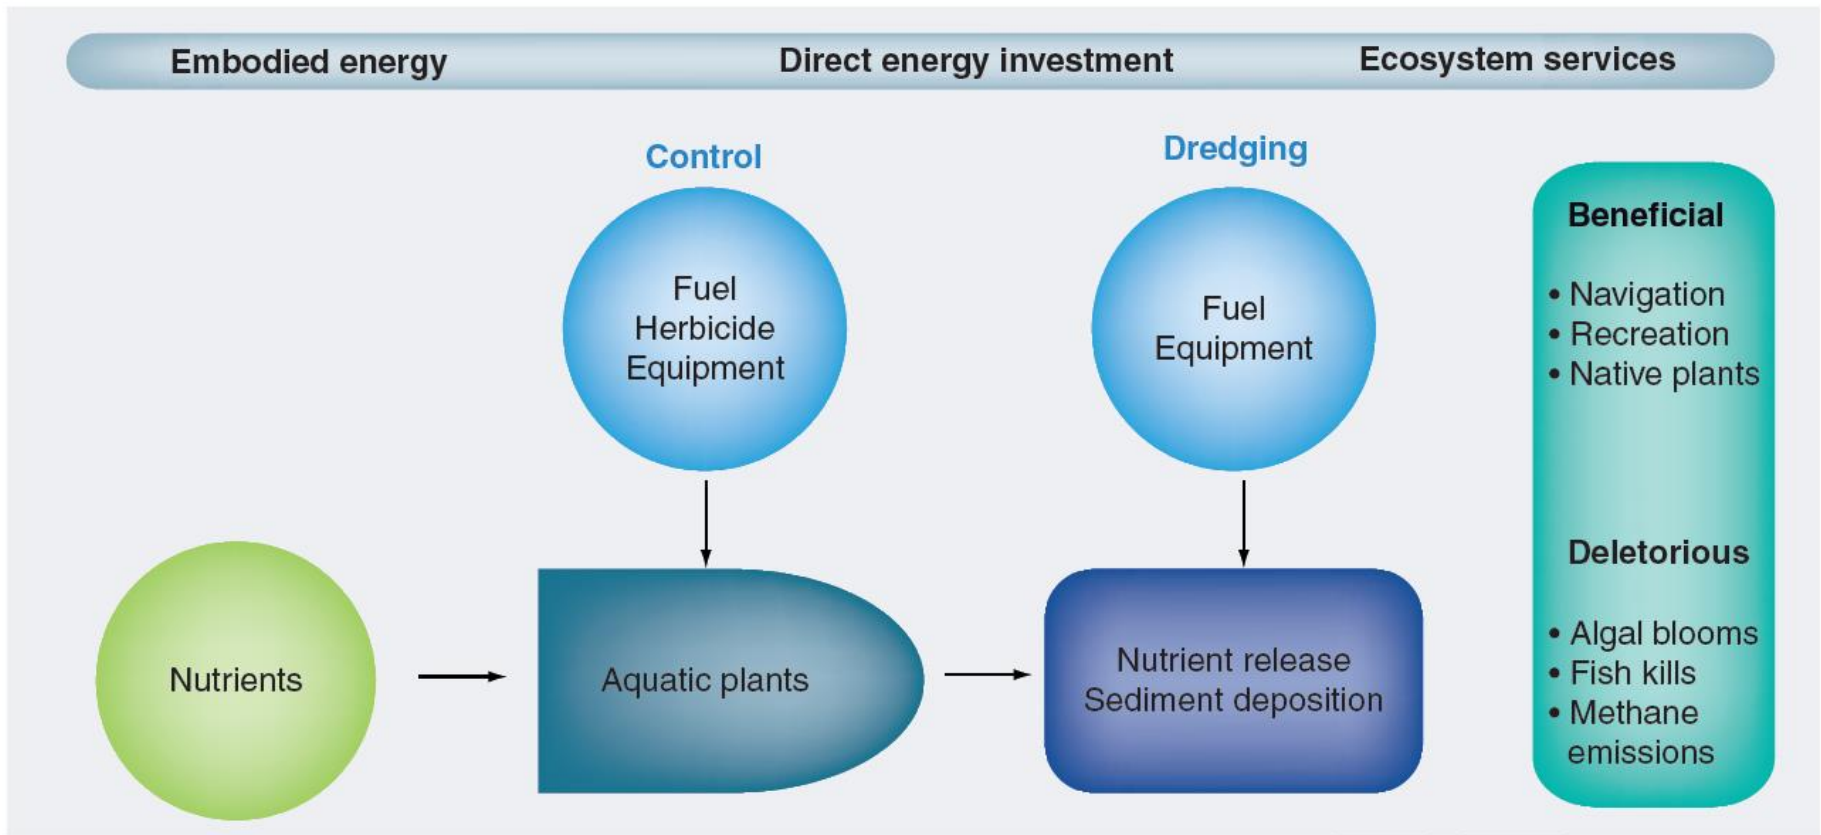 Embodied energy
Direct energy investment
Ecosystem services
Control
Fuel
Herbicide
Equipment
Dredging
Fuel
Equipment
Nutrients
Aquatic plants
Nutrient release
Sediment deposition
Beneficial
• Navigation
• Recreation
• Native plants
Deletorious
• Algal blooms
• Fish kills
• Methane
emissions